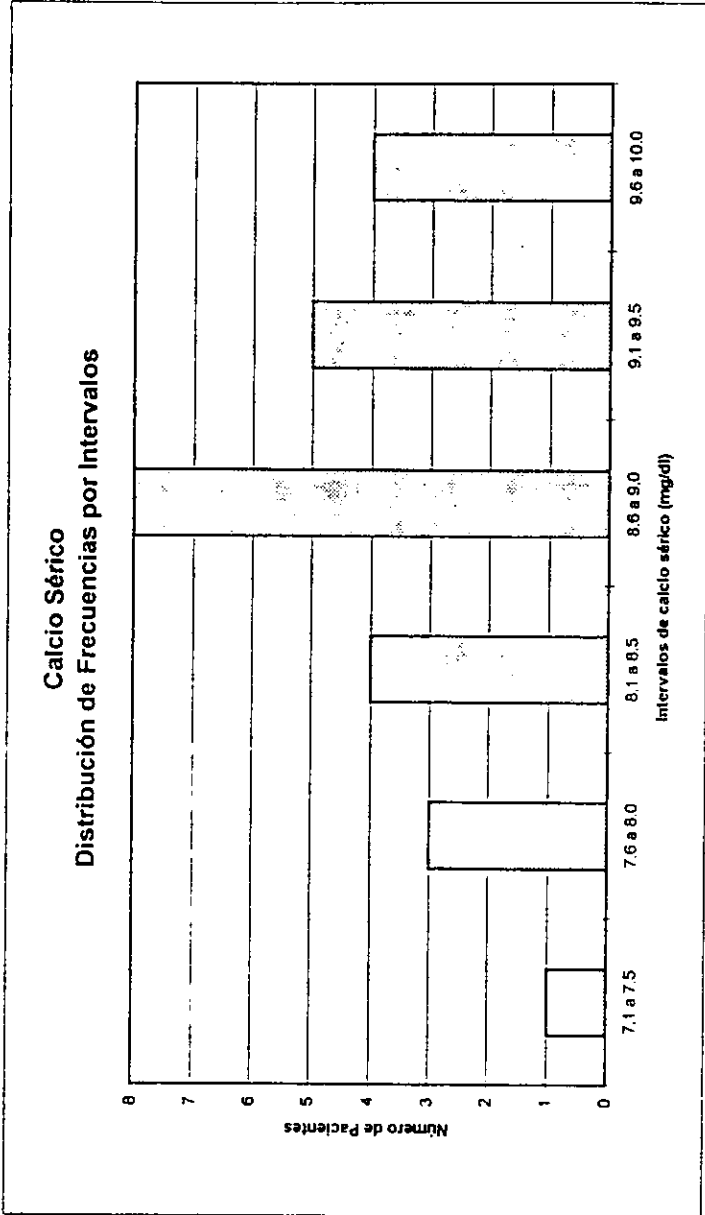 Calcio Sérico
Distribución de Frecuencias por Intervalos
Número de Pacientes
8
7
6
5
4
3
2
1
0
7.1 a 7.5
7.6 a 8.0
8.1 a 8.5
8.6 a 9.0
9.1 a 9.5
9.6 a 10.0
Intervalos de calcio sérico (mg/dl)